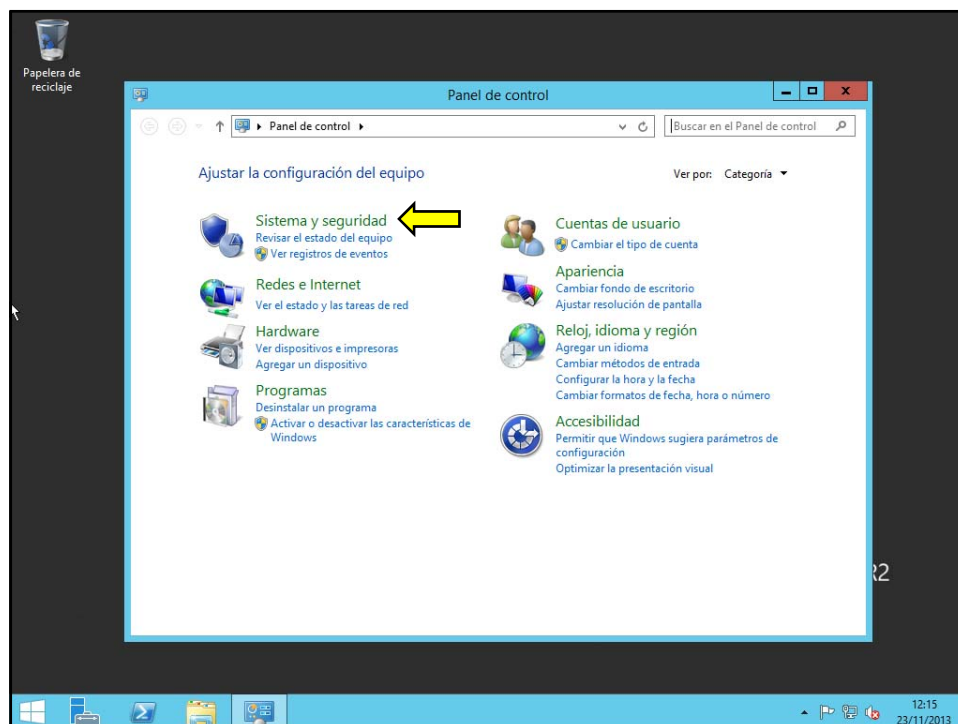 Papelera de
reciclaje
Panel de control
Panel de control
Buscar en el Panel de control
Ajustar la configuración del equipo
Ver por: Categoría
Sistema y seguridad
Revisar el estado del equipo
Ver registros de eventos
Redes e Internet
Ver el estado y las tareas de red
Hardware
Ver dispositivos e impresoras
Agregar un dispositivo
Programas
Desinstalar un programa
Activar o desactivar las características de
Windows
Cuentas de usuario
Cambiar el tipo de cuenta
Apariencia
Cambiar fondo de escritorio
Ajustar resolución de pantalla
Reloj, idioma y región
Agregar un idioma
Cambiar métodos de entrada
Configurar la hora y la fecha
Cambiar formatos de fecha, hora o número
Accesibilidad
Permitir que Windows sugiera parámetros de
configuración
Optimizar la presentación visual
R2
12:15
23/11/2013